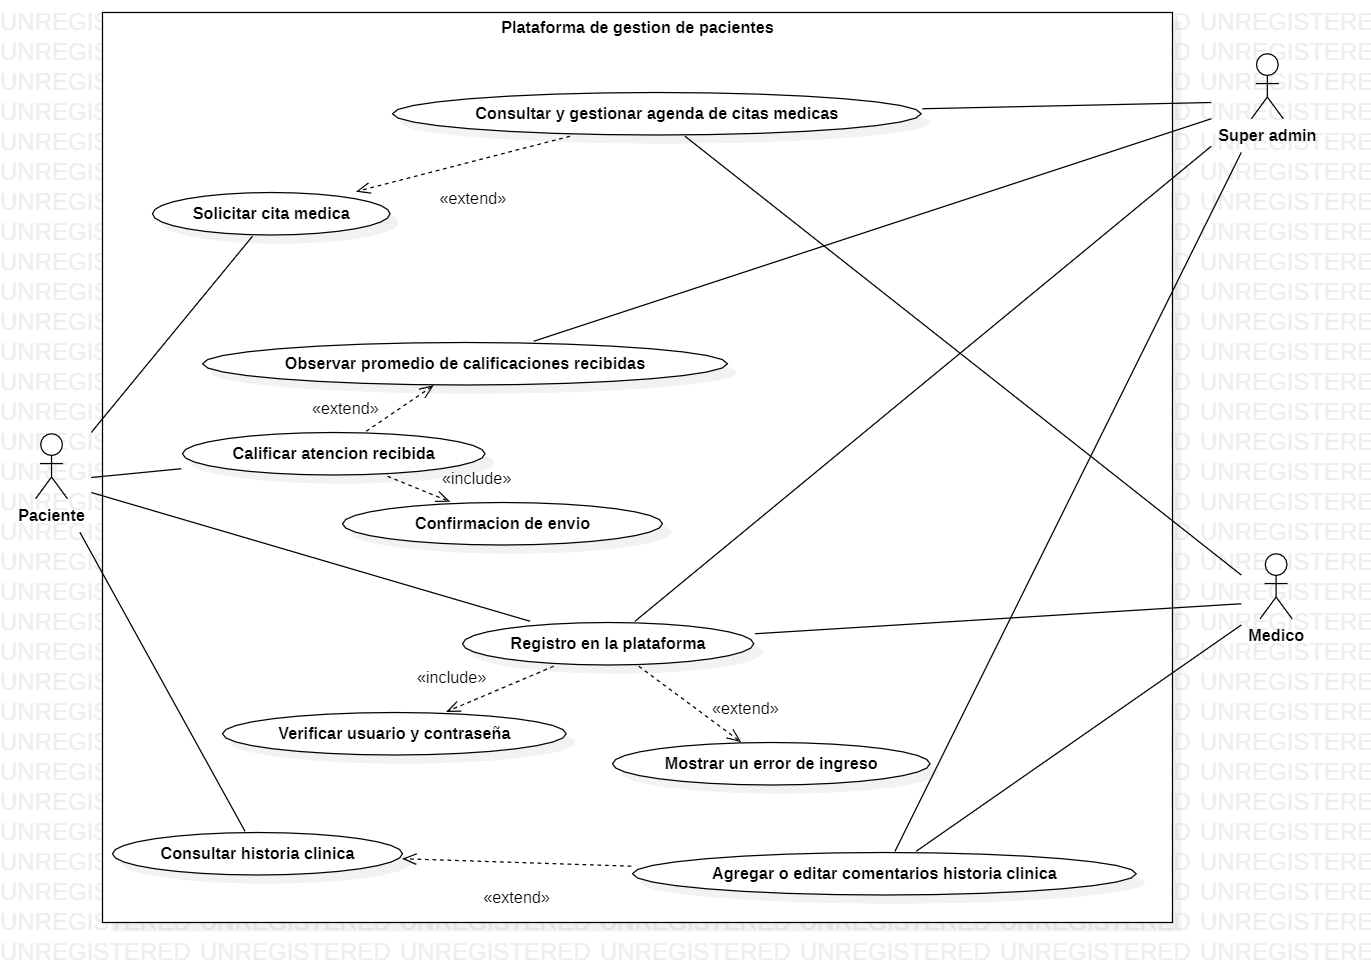 Plataforma de gestion de pacientes
Consultar y gestionar agenda de citas medicas
Super admin
«extend»
Solicitar cita medica
Observar promedio de calificaciones recibidas
«extend»
Calificar atencion recibida
«include»
Paciente
Confirmacion de envio
Registro en la plataforma
Medico
«include»
«extend»
Verificar usuario y contraseña
Mostrar un error de ingreso
Consultar historia clinica
Agregar o editar comentarios historia clinica
«extend»
UNREGISTERED UNREGISTERED UNREGISTERED UNREGISTERED UNREGISTERED UNREGISTERED UNREGISTERE